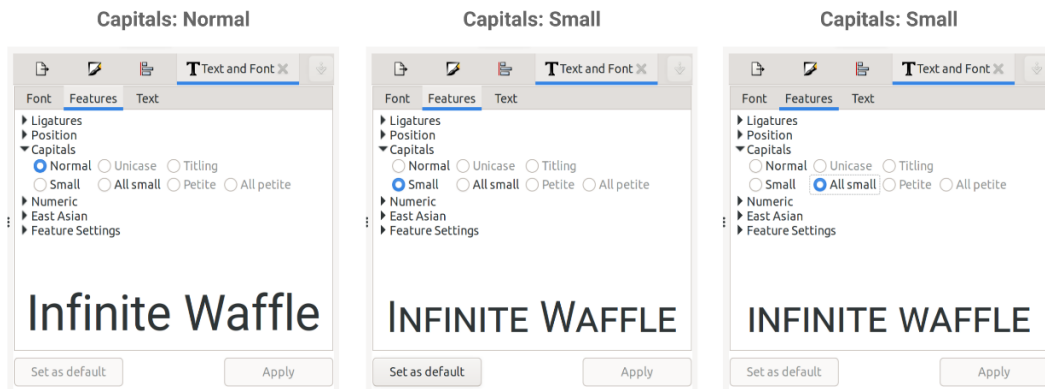 Capitals: Normal
Text and Font
Font Features Text
Ligatures
Position
Capitals
Normal Unicase Titling
Small All small Petite All petite
Numeric
East Asian
Feature Settings
Infinite Waffle
Set as default Apply
Capitals: Small
Text and Font
Font Features Text
Ligatures
Position
Capitals
Normal Unicase Titling
Small All small Petite All petite
Numeric
East Asian
Feature Settings
Infinite Waffle
Set as default Apply
Capitals: Small
Text and Font
Font Features Text
Ligatures
Position
Capitals
Normal Unicase Titling
Small All small Petite All petite
Numeric
East Asian
Feature Settings
INFINITE WAFFLE
Set as default Apply